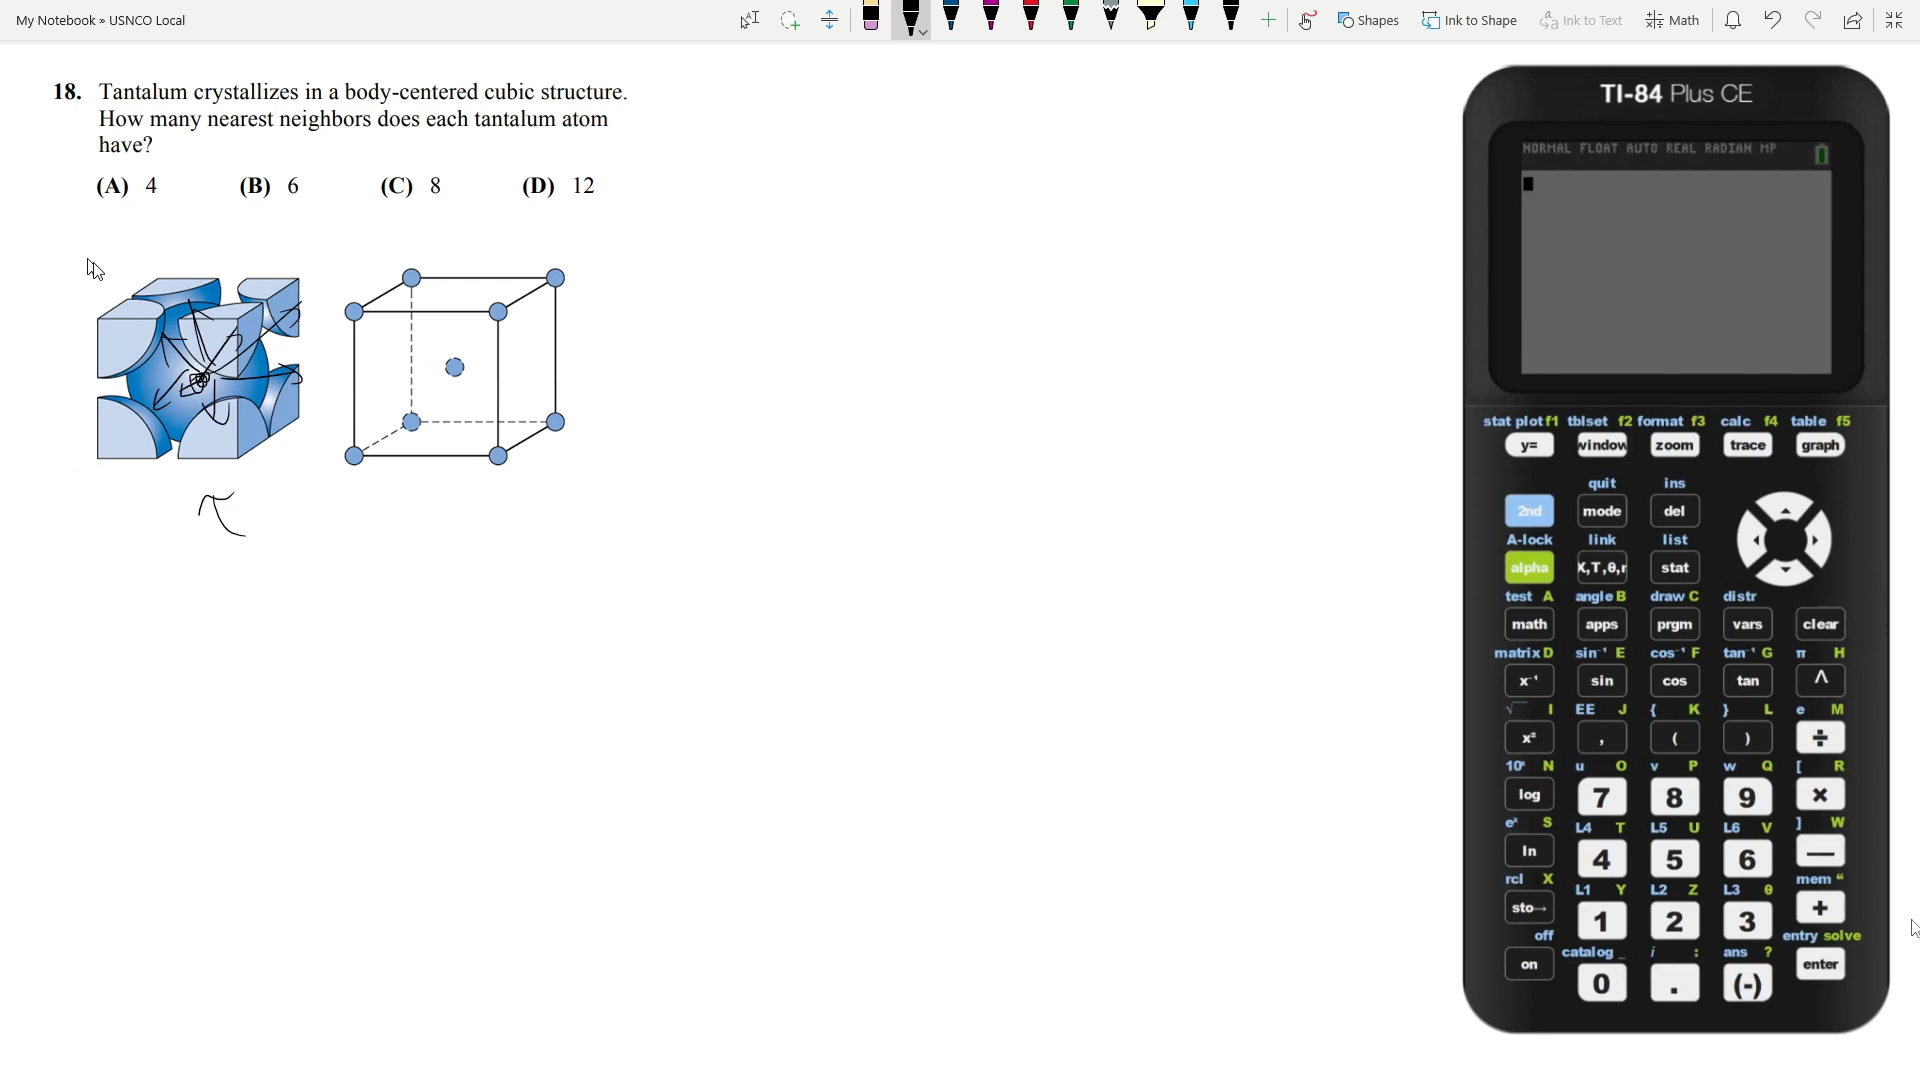 My Notebook » USNCO Local
Shapes
Ink to Shape
Ink to Text
Math
18. Tantalum crystallizes in a body-centered cubic structure.
How many nearest neighbors does each tantalum atom
have?
(A) 4 (B) 6 (C) 8 (D) 12
TI-84 Plus CE
NORMAL FLOAT AUTO REAL RADIAN MP
stat plot f1 tblset f2 format f3 calc f4 table f5
y= window zoom trace graph
quit ins
2nd mode del
A-lock link list
alpha X,T,θ,n stat
test A angle B draw C distr
math apps prgm vars clear
matrix D sin⁻¹ E cos⁻¹ F tan⁻¹ G π H
x⁻¹ sin cos tan ^
√ I EE J { K } L e M
x² , ( ) ÷
10ˣ N u O v P w Q [ R
log 7 8 9 ×
eˣ S L4 T L5 U L6 V ] W
ln 4 5 6 —
rcl X L1 Y L2 Z L3 θ mem "
sto→ 1 2 3 +
off catalog _ i : ans ? entry solve
on 0 . (-) enter